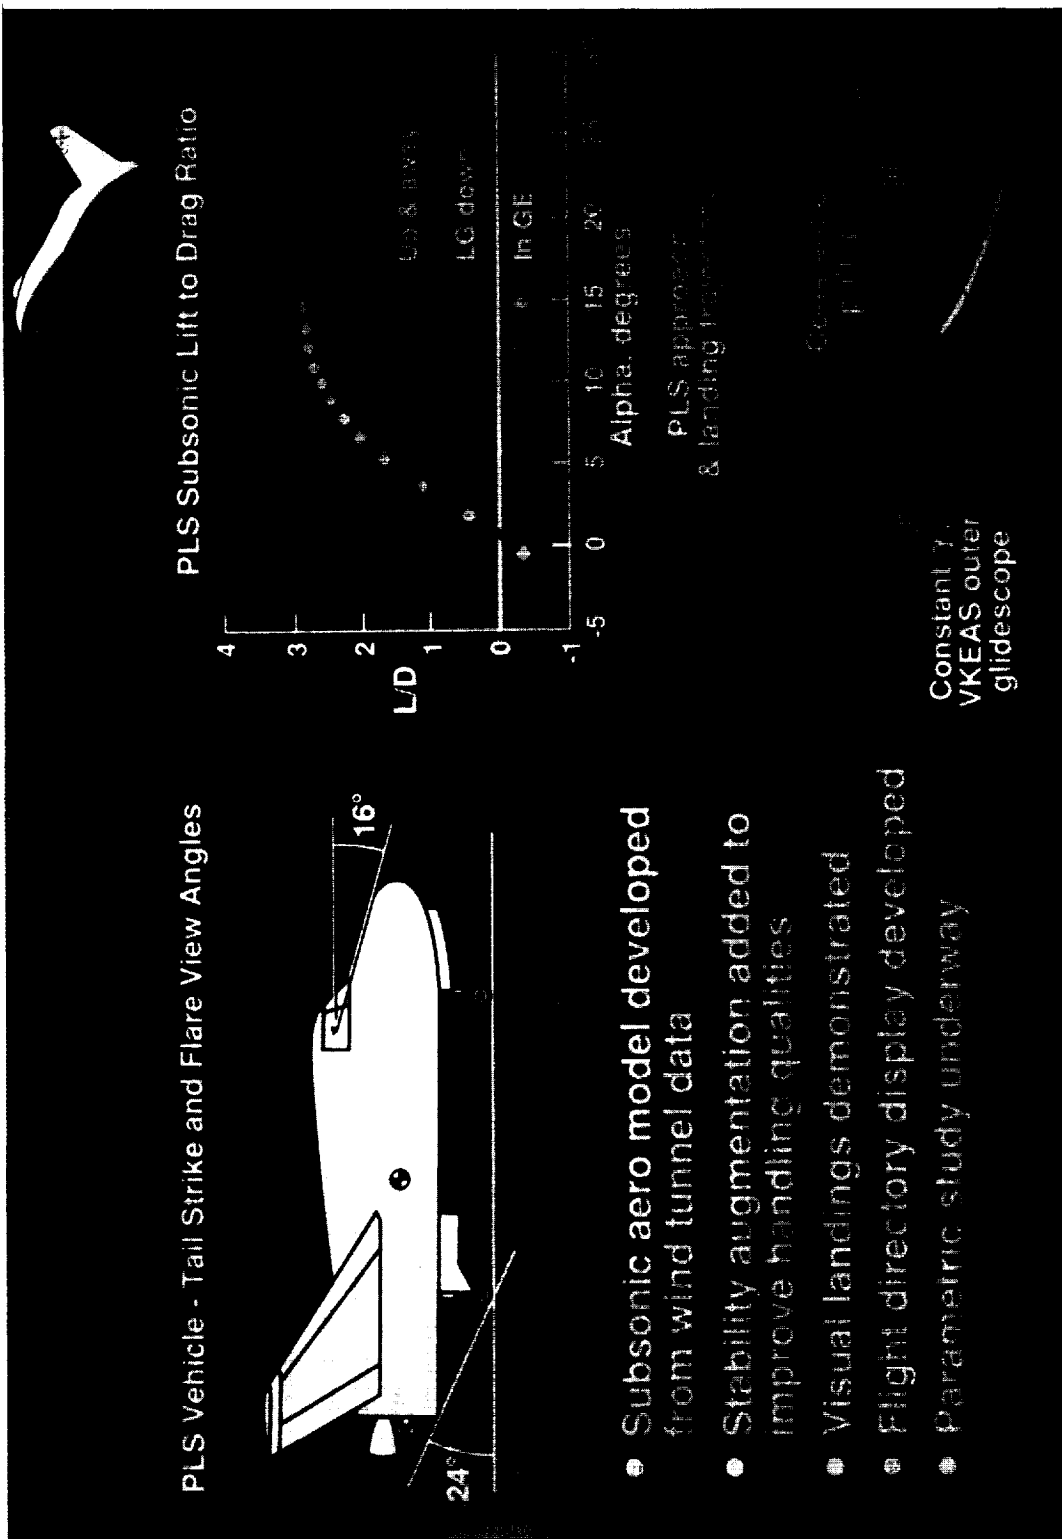 PLS Vehicle - Tail Strike and Flare View Angles
16°
24°
PLS Subsonic Lift to Drag Ratio
4
3
2
1
0
-1
L/D
LG down
In GE
-5
0
5
10
15
20
25
Alpha, degrees
PLS approach
& landing
Constant γ,
VKEAS outer
glidescope
Subsonic aero model developed
from wind tunnel data
Stability augmentation added to
improve handling qualities
Visual landings demonstrated
Flight directory display developed
Parametric study underway